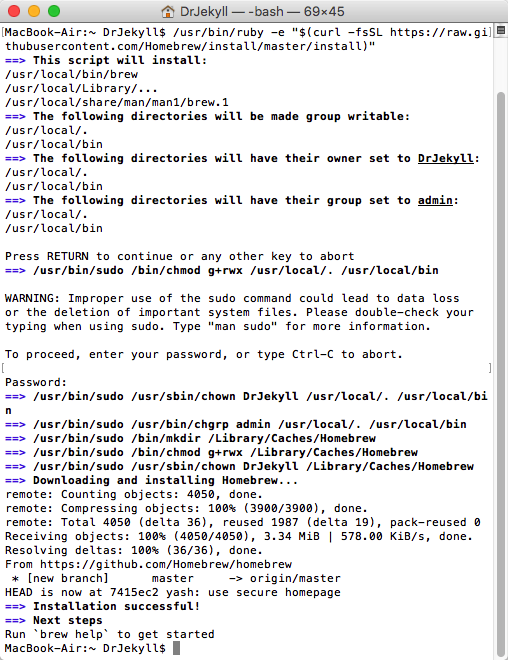 DrJekyll — -bash — 69×45
MacBook-Air:~ DrJekyll$ /usr/bin/ruby -e "$(curl -fsSL https://raw.gi
thubusercontent.com/Homebrew/install/master/install)"
==> This script will install:
/usr/local/bin/brew
/usr/local/Library/...
/usr/local/share/man/man1/brew.1
==> The following directories will be made group writable:
/usr/local/.
/usr/local/bin
==> The following directories will have their owner set to DrJekyll:
/usr/local/.
/usr/local/bin
==> The following directories will have their group set to admin:
/usr/local/.
/usr/local/bin
Press RETURN to continue or any other key to abort
==> /usr/bin/sudo /bin/chmod g+rwx /usr/local/. /usr/local/bin
WARNING: Improper use of the sudo command could lead to data loss
or the deletion of important system files. Please double-check your
typing when using sudo. Type "man sudo" for more information.
To proceed, enter your password, or type Ctrl-C to abort.
Password:
==> /usr/bin/sudo /usr/sbin/chown DrJekyll /usr/local/. /usr/local/bi
n
==> /usr/bin/sudo /usr/bin/chgrp admin /usr/local/. /usr/local/bin
==> /usr/bin/sudo /bin/mkdir /Library/Caches/Homebrew
==> /usr/bin/sudo /bin/chmod g+rwx /Library/Caches/Homebrew
==> /usr/bin/sudo /usr/sbin/chown DrJekyll /Library/Caches/Homebrew
==> Downloading and installing Homebrew...
remote: Counting objects: 4050, done.
remote: Compressing objects: 100% (3900/3900), done.
remote: Total 4050 (delta 36), reused 1987 (delta 19), pack-reused 0
Receiving objects: 100% (4050/4050), 3.34 MiB | 578.00 KiB/s, done.
Resolving deltas: 100% (36/36), done.
From https://github.com/Homebrew/homebrew
 * [new branch]      master     -> origin/master
HEAD is now at 7415ec2 yash: use secure homepage
==> Installation successful!
==> Next steps
Run `brew help` to get started
MacBook-Air:~ DrJekyll$